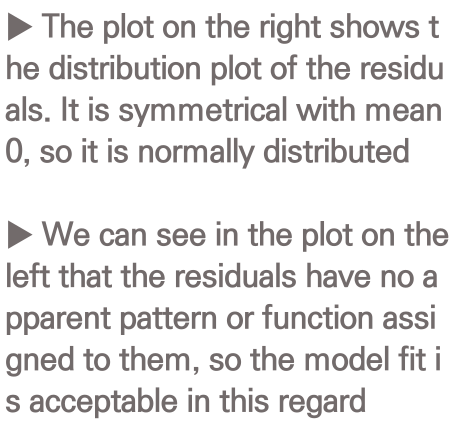 ▶ The plot on the right shows t
he distribution plot of the residu
als. It is symmetrical with mean
0, so it is normally distributed
▶ We can see in the plot on the
left that the residuals have no a
pparent pattern or function assi
gned to them, so the model fit i
s acceptable in this regard